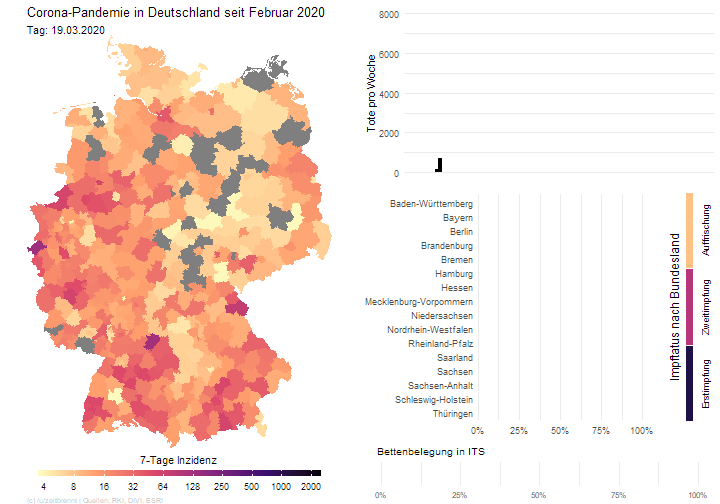 Corona-Pandemie in Deutschland seit Februar 2020
Tag: 19.03.2020
7-Tage Inzidenz
4 8 16 32 64 128 250 500 1000 2000
Tote pro Woche
8000
6000
4000
2000
0
Baden-Württemberg
Bayern
Berlin
Brandenburg
Bremen
Hamburg
Hessen
Mecklenburg-Vorpommern
Niedersachsen
Nordrhein-Westfalen
Rheinland-Pfalz
Saarland
Sachsen
Sachsen-Anhalt
Schleswig-Holstein
Thüringen
0% 25% 50% 75% 100%
Impfstatus nach Bundesland
Auffrischung
Zweitimpfung
Erstimpfung
Bettenbelegung in ITS
0% 25% 50% 75% 100%
| Quellen: RKI, DIVI, ESRI